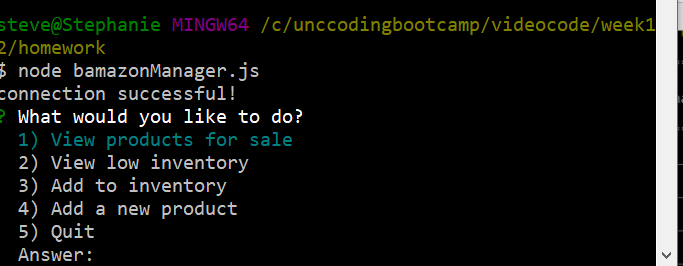 steve@Stephanie MINGW64 /c/unccodingbootcamp/videocode/week1
2/homework
$ node bamazonManager.js
connection successful!
? What would you like to do?
1) View products for sale
2) View low inventory
3) Add to inventory
4) Add a new product
5) Quit
Answer: